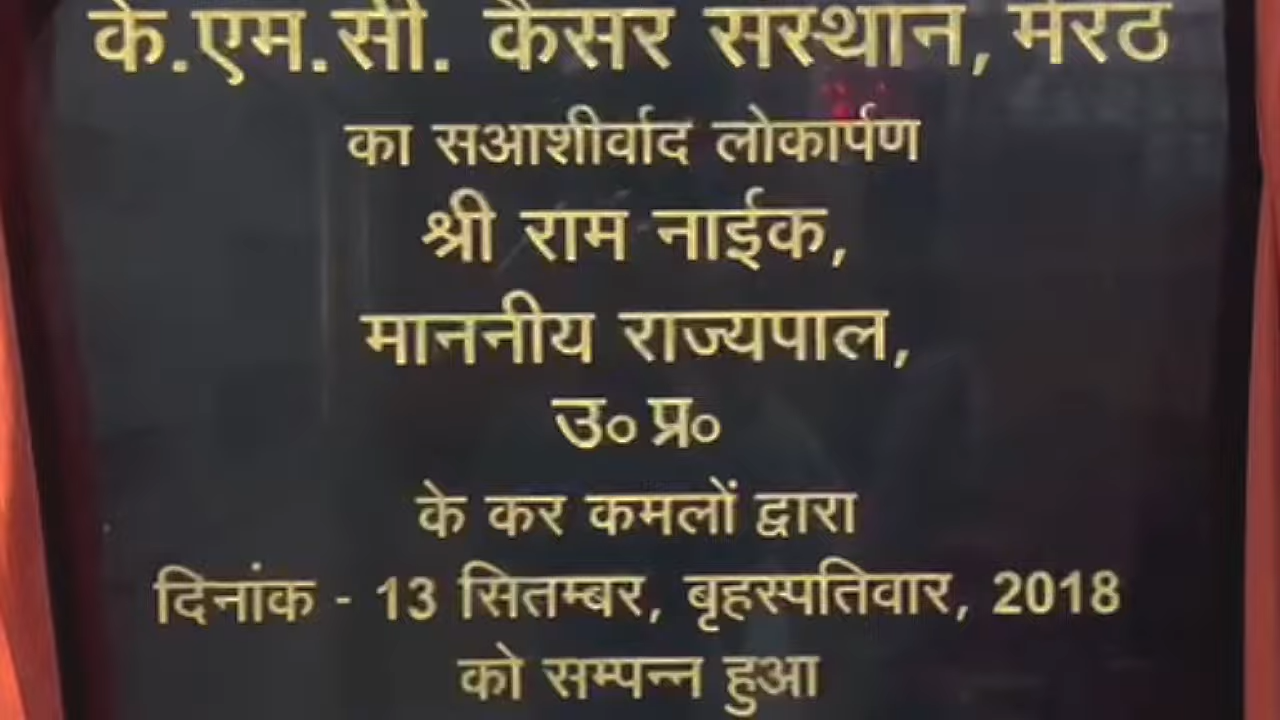 के.एम.सी. कैंसर संस्थान, मेरठ
का सआशीर्वाद लोकार्पण
श्री राम नाईक,
माननीय राज्यपाल,
उ० प्र०
के कर कमलों द्वारा
दिनांक - 13 सितम्बर, बृहस्पतिवार, 2018
को सम्पन्न हुआ